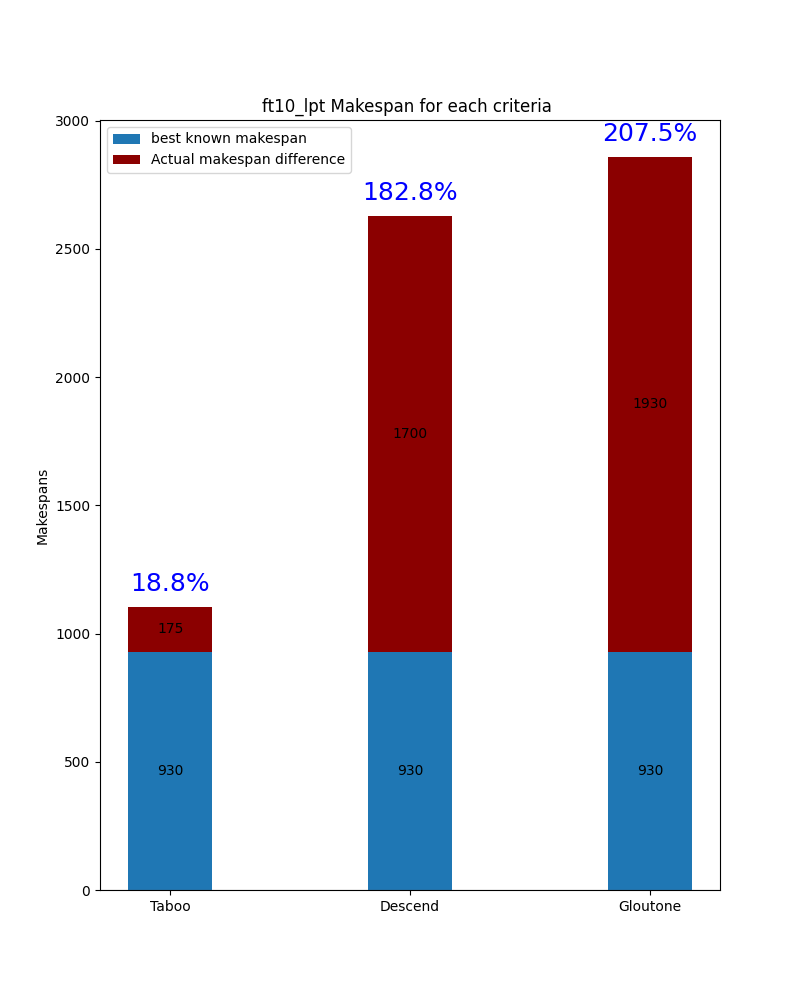 ft10_lpt Makespan for each criteria
best known makespan
Actual makespan difference
207.5%
182.8%
18.8%
3000
2500
2000
1500
1000
500
0
Makespans
1930
1700
175
930
930
930
Taboo
Descend
Gloutone